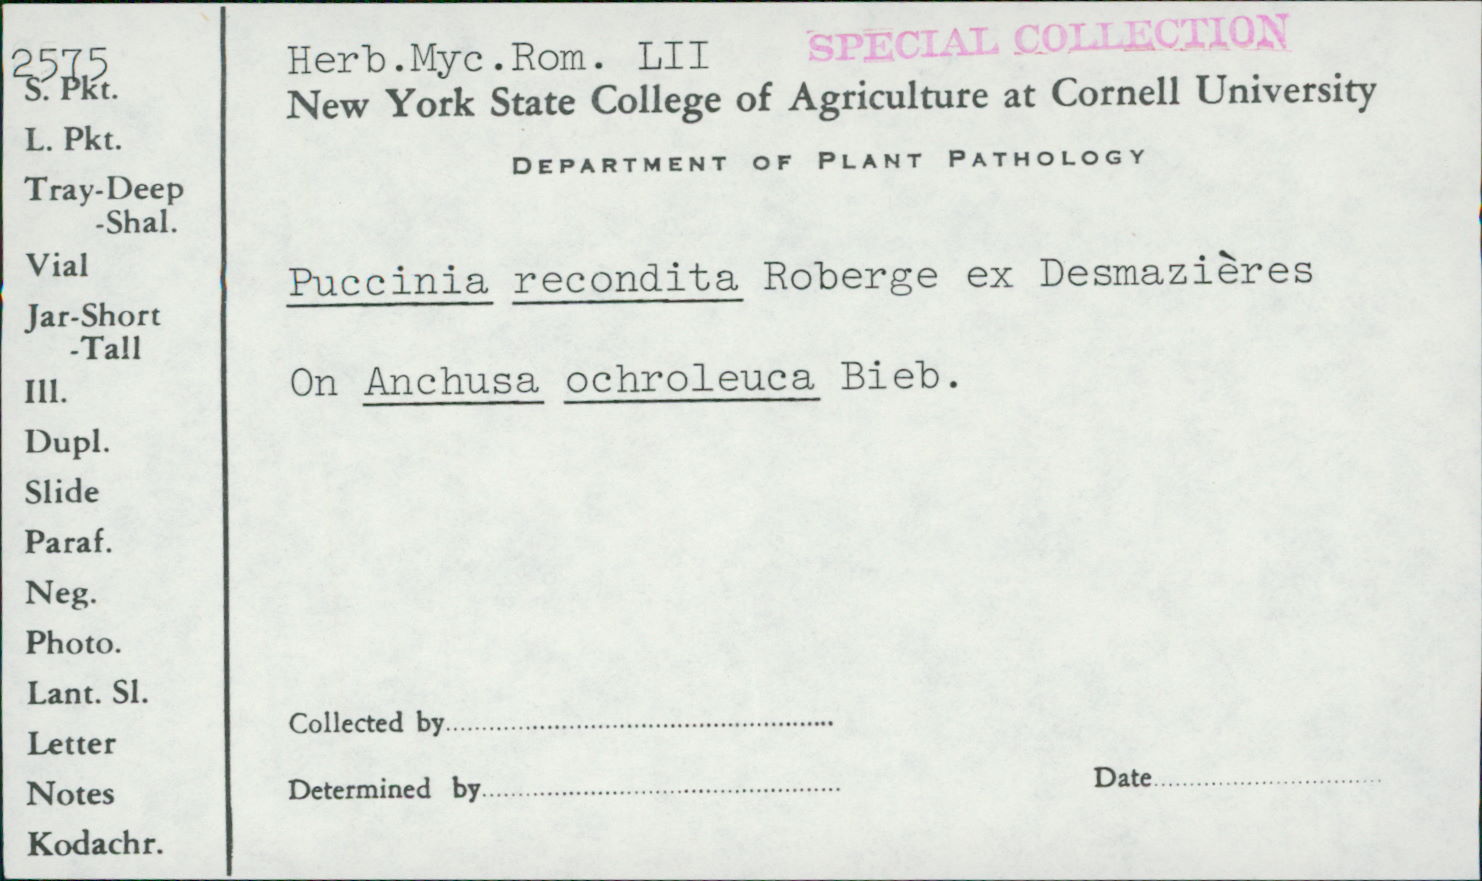 2575
S. Pkt.
L. Pkt.
Tray-Deep
-Shal.
Vial
Jar-Short
-Tall
Ill.
Dupl.
Slide
Paraf.
Neg.
Photo.
Lant. Sl.
Letter
Notes
Kodachr.
Herb.Myc.Rom. LII
SPECIAL COLLECTION
New York State College of Agriculture at Cornell University
DEPARTMENT OF PLANT PATHOLOGY
Puccinia recondita Roberge ex Desmazières
On Anchusa ochroleuca Bieb.
Collected by
Determined by
Date